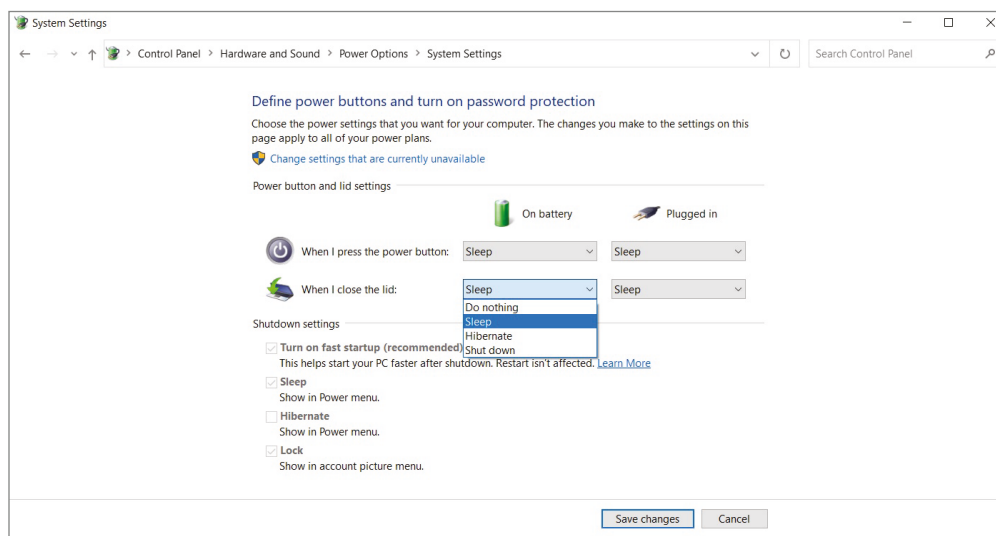 System Settings
Control Panel > Hardware and Sound > Power Options > System Settings
Search Control Panel
Define power buttons and turn on password protection
Choose the power settings that you want for your computer. The changes you make to the settings on this
page apply to all of your power plans.
Change settings that are currently unavailable
Power button and lid settings
On battery Plugged in
When I press the power button: Sleep Sleep
When I close the lid: Sleep Sleep
Do nothing
Sleep
Hibernate
Shut down
Shutdown settings
Turn on fast startup (recommended)
This helps start your PC faster after shutdown. Restart isn't affected. Learn More
Sleep
Show in Power menu.
Hibernate
Show in Power menu.
Lock
Show in account picture menu.
Save changes Cancel